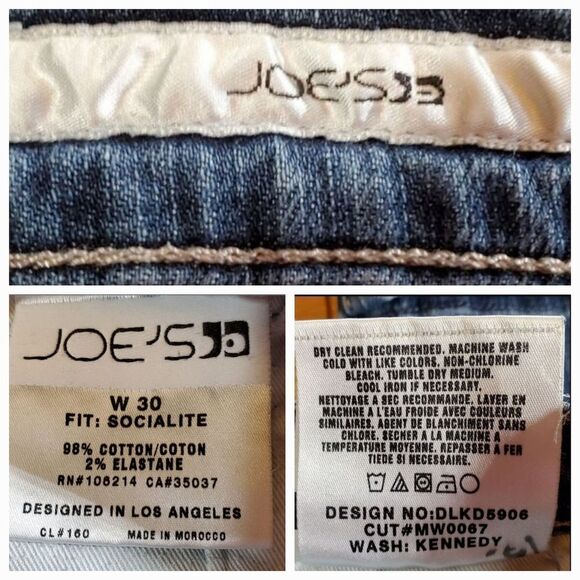 JOE'S
JOE'S
W 30
FIT: SOCIALITE
98% COTTON/COTON
2% ELASTANE
RN#106214 CA#35037
DESIGNED IN LOS ANGELES
CL#160 MADE IN MOROCCO
DRY CLEAN RECOMMENDED. MACHINE WASH
COLD WITH LIKE COLORS, NON-CHLORINE
BLEACH, TUMBLE DRY MEDIUM,
COOL IRON IF NECESSARY.
NETTOYAGE A SEC RECOMMANDE. LAVER EN
MACHINE A L'EAU FROIDE AVEC COULEURS
SIMILAIRES. AGENT DE BLANCHIMENT SANS
CHLORE. SECHER A LA MACHINE A
TEMPERATURE MOYENNE. REPASSER A FER
TIEDE SI NECESSAIRE.
DESIGN NO:DLKD5906
CUT#MW0067
WASH: KENNEDY